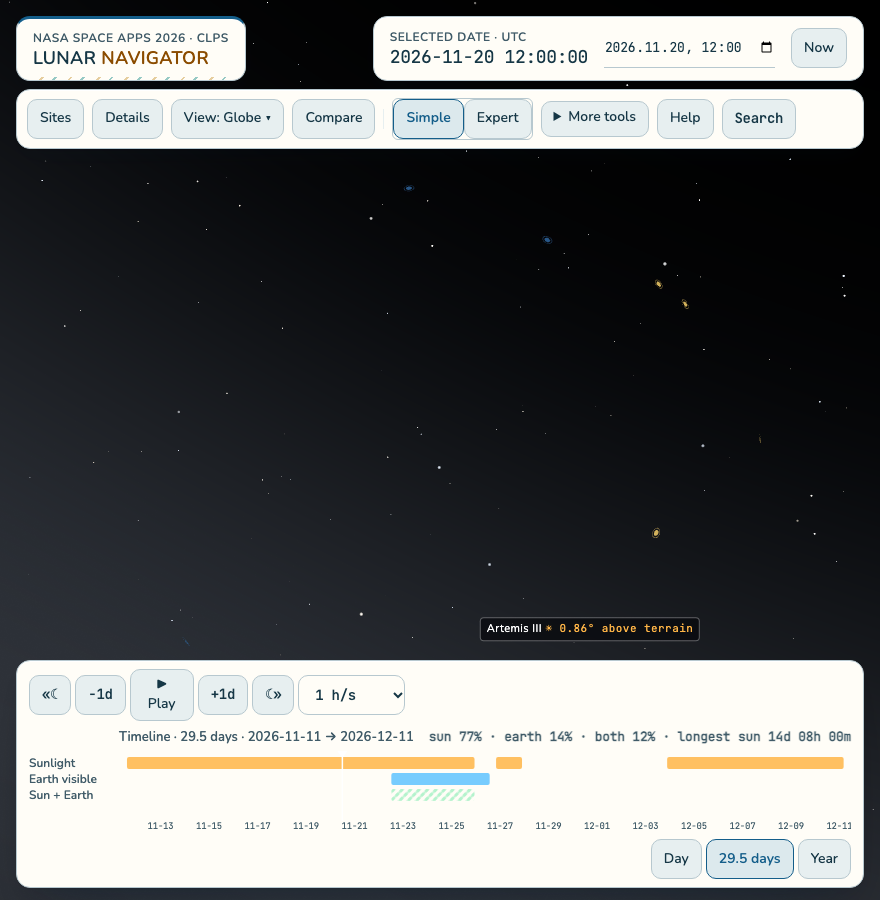 NASA SPACE APPS 2026 · CLPS
LUNAR NAVIGATOR
SELECTED DATE · UTC
2026-11-20 12:00:00
2026.11.20, 12:00
Now
Sites
Details
View: Globe ▾
Compare
Simple
Expert
▶ More tools
Help
Search
Artemis III ☀ 0.86° above terrain
«☾
-1d
▶
Play
+1d
☾»
1 h/s
Timeline · 29.5 days · 2026-11-11 → 2026-12-11 sun 77% · earth 14% · both 12% · longest sun 14d 08h 00m
Sunlight
Earth visible
Sun + Earth
11-13 11-15 11-17 11-19 11-21 11-23 11-25 11-27 11-29 12-01 12-03 12-05 12-07 12-09 12-11
Day
29.5 days
Year